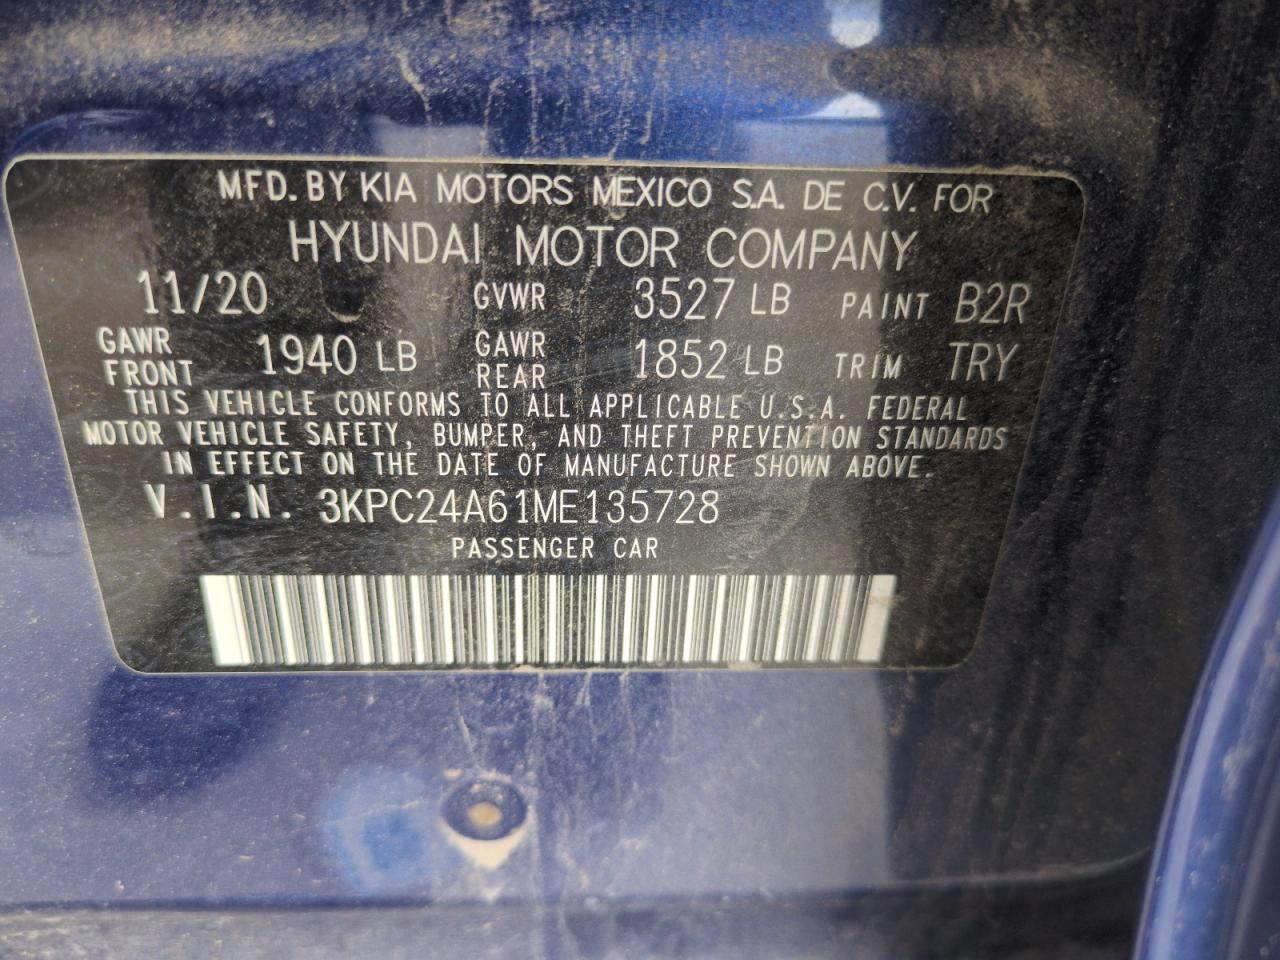 MFD. BY KIA MOTORS MEXICO S.A. DE C.V. FOR
HYUNDAI MOTOR COMPANY
11/20 GVWR 3527 LB PAINT B2R
GAWR FRONT 1940 LB GAWR REAR 1852 LB TRIM TRY
THIS VEHICLE CONFORMS TO ALL APPLICABLE U.S.A. FEDERAL
MOTOR VEHICLE SAFETY, BUMPER, AND THEFT PREVENTION STANDARDS
IN EFFECT ON THE DATE OF MANUFACTURE SHOWN ABOVE.
V.I.N. 3KPC24A61ME135728
PASSENGER CAR